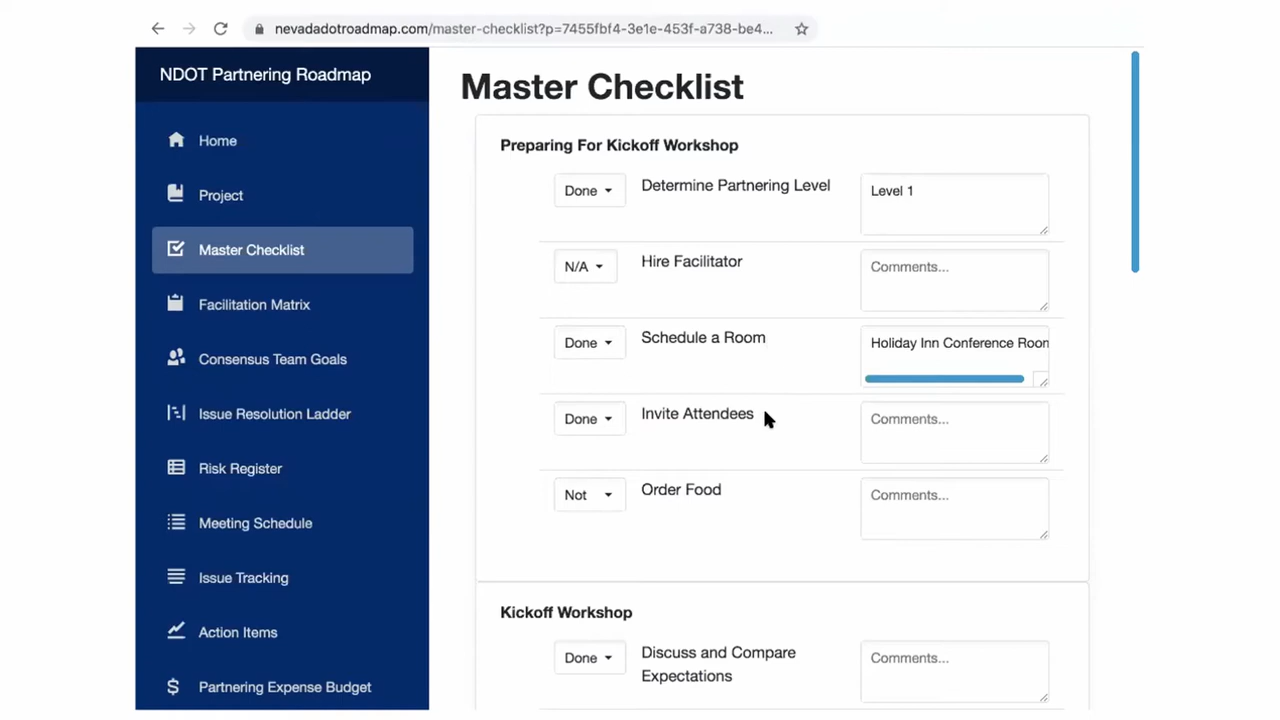 nevadadotroadmap.com/master-checklist?p=7455fbf4-3e1e-453f-a738-be4...
NDOT Partnering Roadmap
Home
Project
Master Checklist
Facilitation Matrix
Consensus Team Goals
Issue Resolution Ladder
Risk Register
Meeting Schedule
Issue Tracking
Action Items
Partnering Expense Budget
Master Checklist
Preparing For Kickoff Workshop
Done Determine Partnering Level Level 1
N/A Hire Facilitator Comments...
Done Schedule a Room Holiday Inn Conference Room
Done Invite Attendees Comments...
Not Order Food Comments...
Kickoff Workshop
Done Discuss and Compare Comments...
Expectations